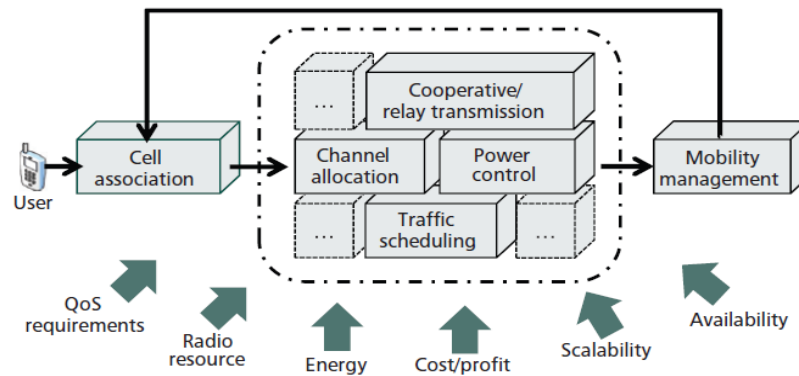 ...
Cooperative/
relay transmission
User
Cell
association
Channel
allocation
Power
control
Mobility
management
...
Traffic
scheduling
...
QoS
requirements
Radio
resource
Energy
Cost/profit
Scalability
Availability